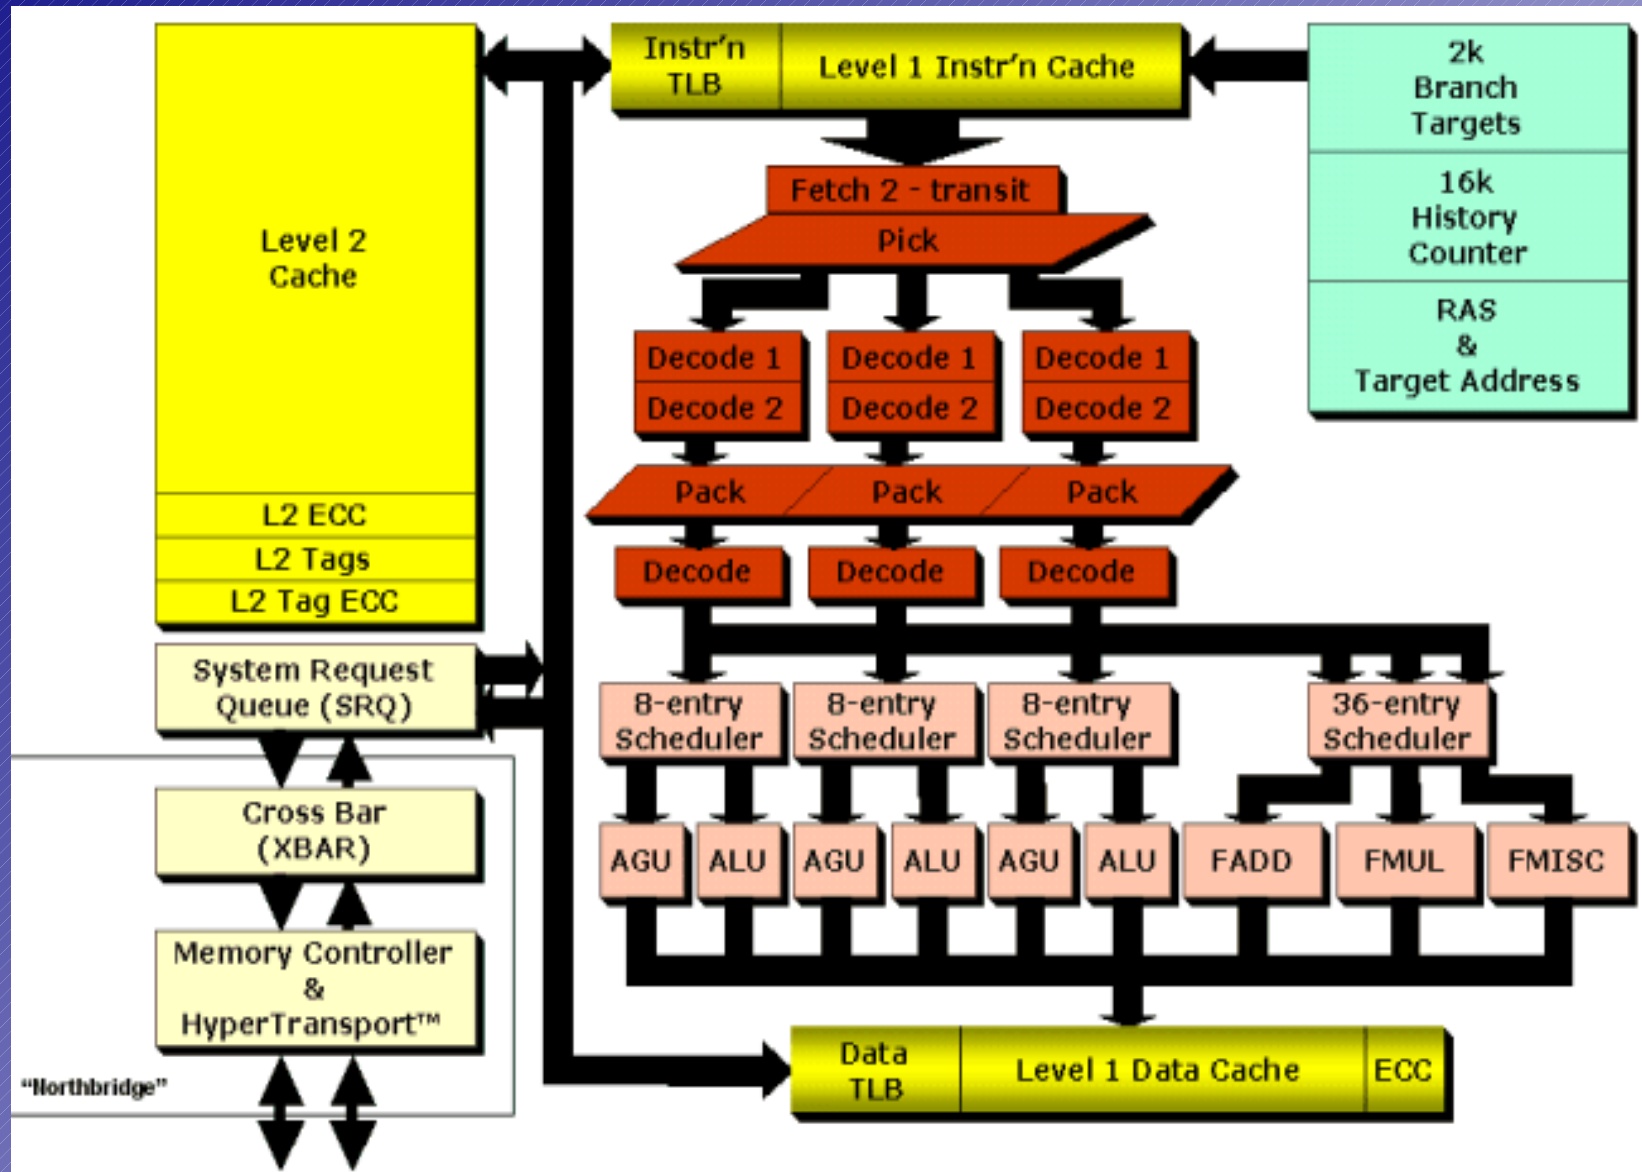 Level 2
Cache
L2 ECC
L2 Tags
L2 Tag ECC
System Request
Queue (SRQ)
Cross Bar
(XBAR)
Memory Controller
&
HyperTransport™
“Northbridge”
Instr’n
TLB
Level 1 Instr’n Cache
2k
Branch
Targets
16k
History
Counter
RAS
&
Target Address
Fetch 2 - transit
Pick
Decode 1
Decode 2
Decode 1
Decode 2
Decode 1
Decode 2
Pack
Pack
Pack
Decode
Decode
Decode
8-entry
Scheduler
8-entry
Scheduler
8-entry
Scheduler
36-entry
Scheduler
AGU
ALU
AGU
ALU
AGU
ALU
FADD
FMUL
FMISC
Data
TLB
Level 1 Data Cache
ECC